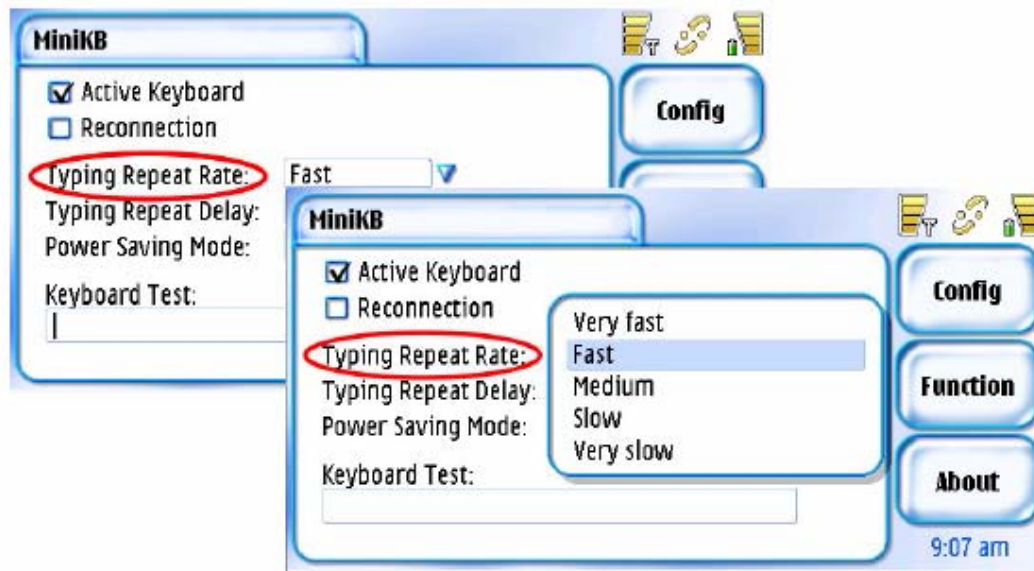 MiniKB
Active Keyboard
Reconnection
Typing Repeat Rate: Fast
Typing Repeat Delay:
Power Saving Mode:
Keyboard Test:
Config
MiniKB
Active Keyboard
Reconnection
Typing Repeat Rate:
Typing Repeat Delay:
Power Saving Mode:
Keyboard Test:
Very fast
Fast
Medium
Slow
Very slow
Config
Function
About
9:07 am